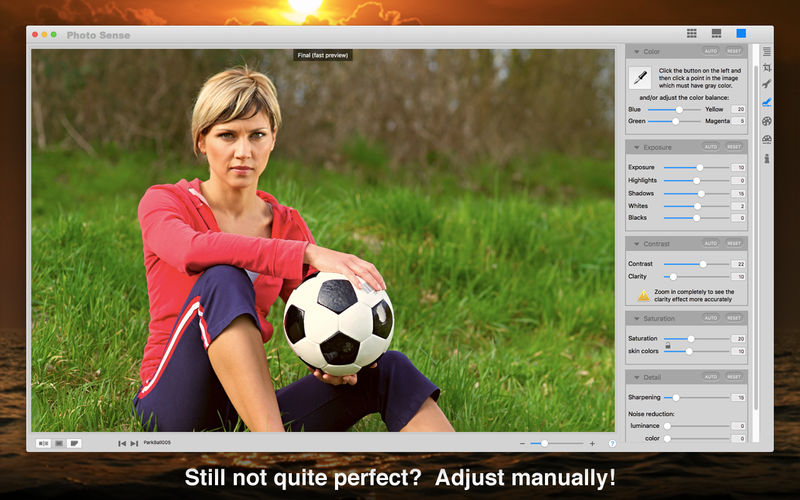 Photo Sense
Final (fast preview)
Color AUTO RESET
Click the button on the left and
then click a point in the image
which must have gray color.
and/or adjust the color balance:
Blue Yellow 20
Green Magenta 5
Exposure AUTO RESET
Exposure 10
Highlights 0
Shadows 15
Whites 2
Blacks 0
Contrast AUTO RESET
Contrast 22
Clarity 10
Zoom in completely to see the
clarity effect more accurately
Saturation AUTO RESET
Saturation 20
skin colors 10
Detail AUTO RESET
Sharpening 15
Noise reduction:
luminance 0
color 0
ParkBall005
?
Still not quite perfect? Adjust manually!